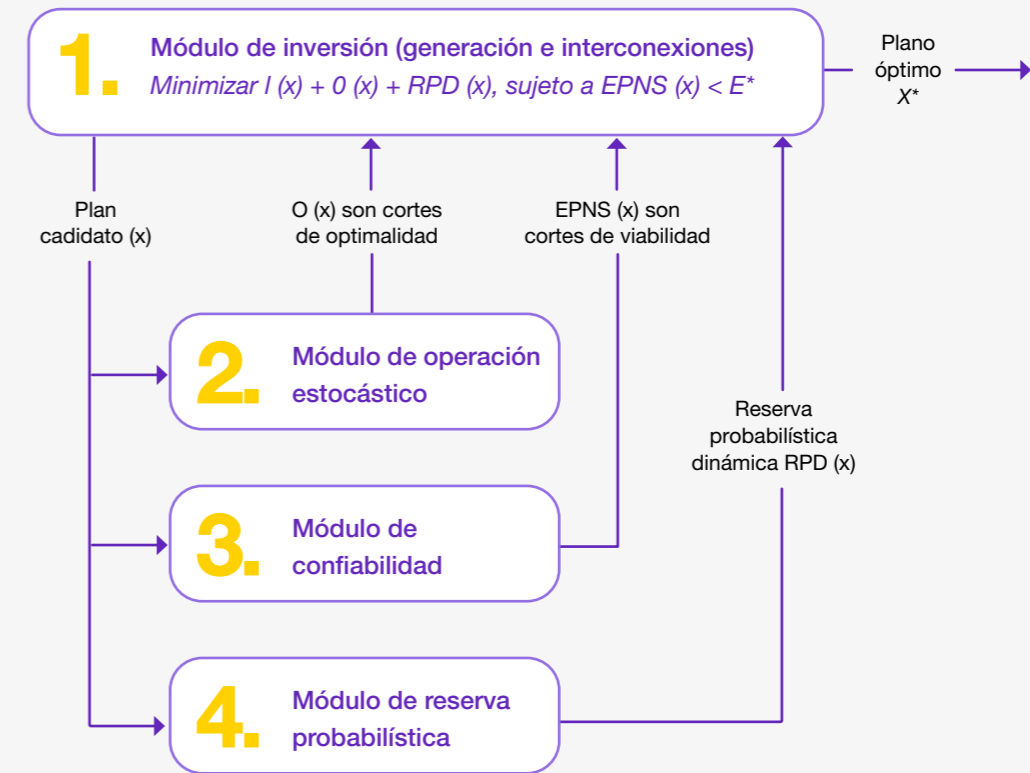 1.
Módulo de inversión (generación e interconexiones)
Minimizar I (x) + 0 (x) + RPD (x), sujeto a EPNS (x) < E*
Plano
óptimo
X*
Plan
cadidato (x)
O (x) son cortes
de optimalidad
EPNS (x) son
cortes de viabilidad
2.
Módulo de operación
estocástico
Reserva
probabilística
dinámica RPD (x)
3.
Módulo de
confiabilidad
4.
Módulo de reserva
probabilística